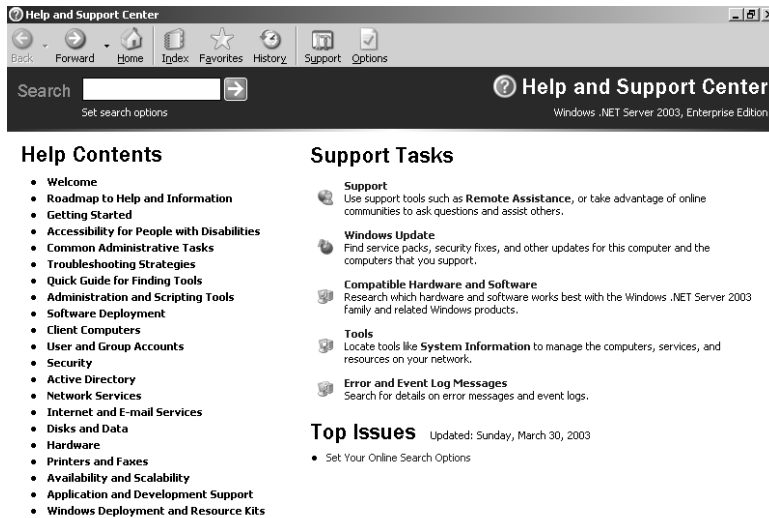 Help and Support Center
Back
Forward
Home
Index
Favorites
History
Support
Options
Search
Set search options
Help and Support Center
Windows .NET Server 2003, Enterprise Edition
Help Contents
Welcome
Roadmap to Help and Information
Getting Started
Accessibility for People with Disabilities
Common Administrative Tasks
Troubleshooting Strategies
Quick Guide for Finding Tools
Administration and Scripting Tools
Software Deployment
Client Computers
User and Group Accounts
Security
Active Directory
Network Services
Internet and E-mail Services
Disks and Data
Hardware
Printers and Faxes
Availability and Scalability
Application and Development Support
Windows Deployment and Resource Kits
Support Tasks
Support
Use support tools such as Remote Assistance, or take advantage of online
communities to ask questions and assist others.
Windows Update
Find service packs, security fixes, and other updates for this computer and the
computers that you support.
Compatible Hardware and Software
Research which hardware and software works best with the Windows .NET Server 2003
family and related Windows products.
Tools
Locate tools like System Information to manage the computers, services, and
resources on your network.
Error and Event Log Messages
Search for details on error messages and event logs.
Top Issues Updated: Sunday, March 30, 2003
Set Your Online Search Options